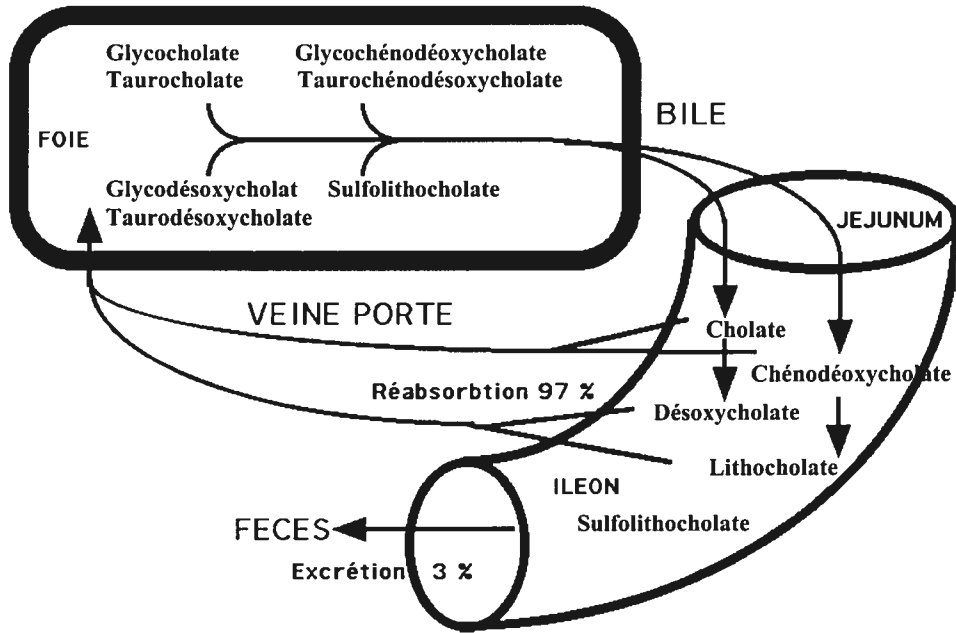 Glycocholate
Taurocholate
Glycochénodéoxycholate
Taurochénodésoxycholate
FOIE
BILE
Glycodésoxycholat
Taurodésoxycholate
Sulfolithocholate
JEJUNUM
VEINE PORTE
Cholate
Chénodéoxycholate
Réabsorbtion 97 %
Désoxycholate
Lithocholate
ILEON
Sulfolithocholate
FECES
Excrétion 3 %